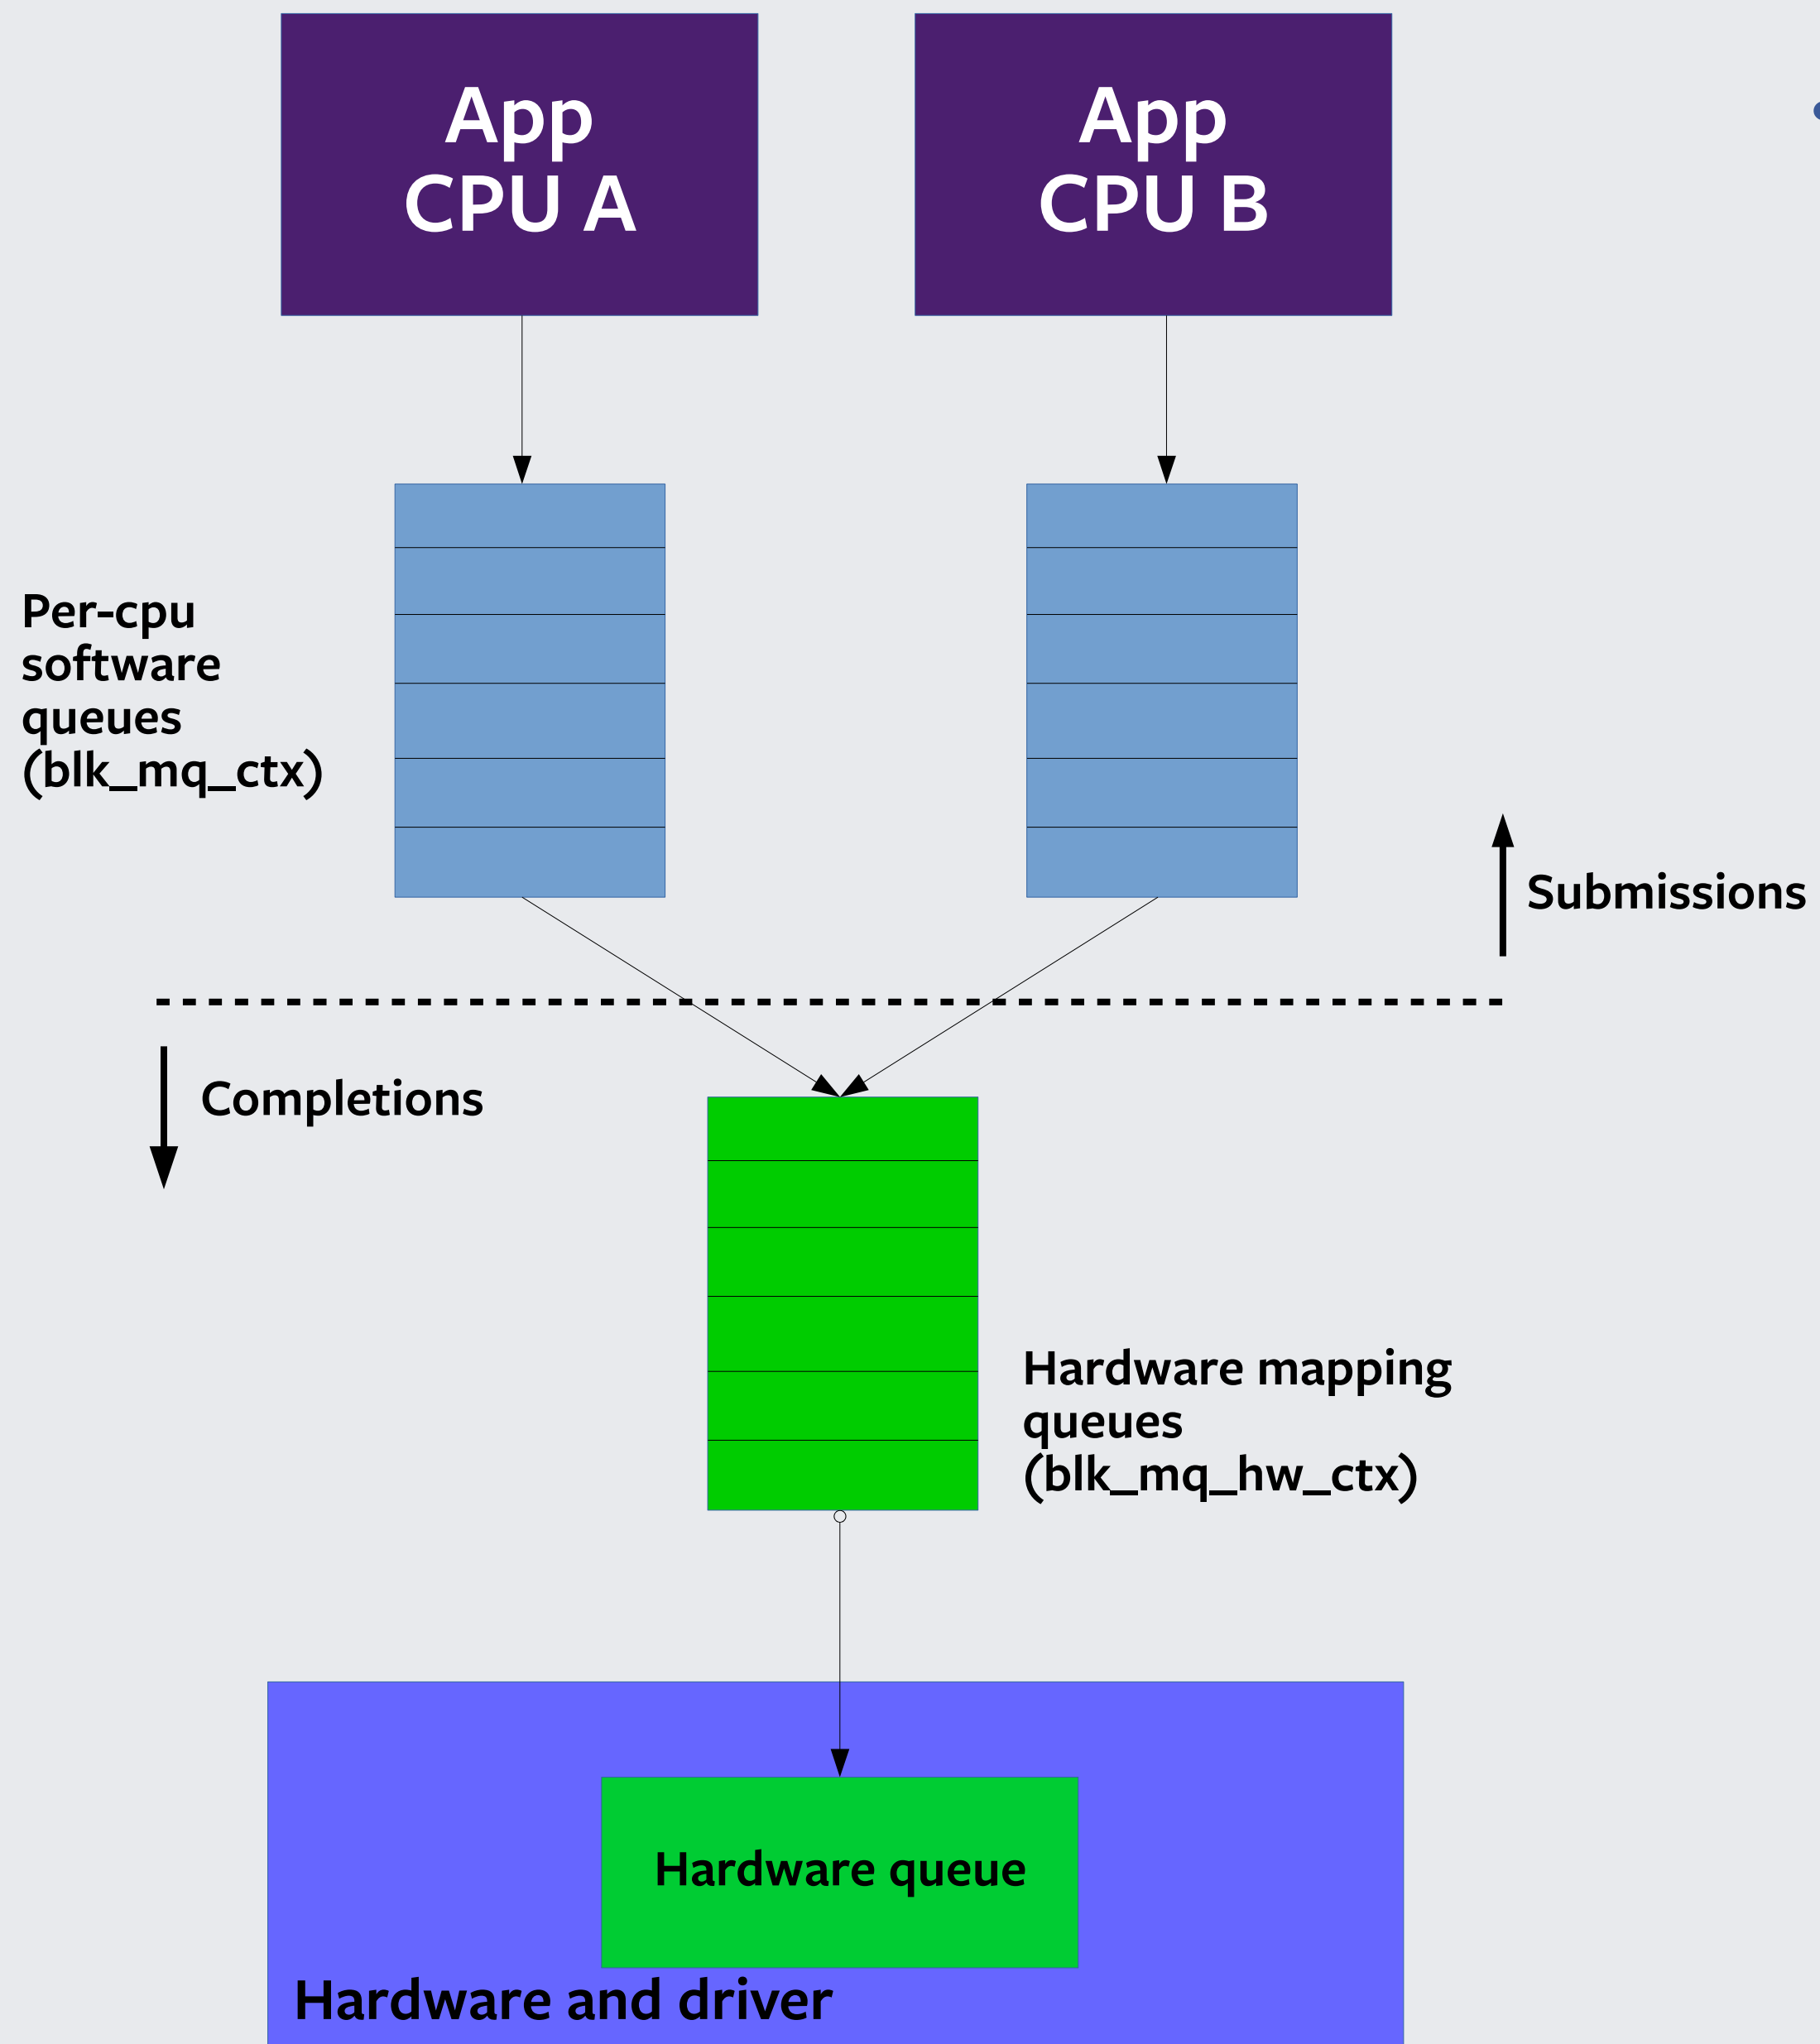 App
CPU A
App
CPU B
Per-cpu
software
queues
(blk_mq_ctx)
Submissions
Completions
Hardware mapping
queues
(blk_mq_hw_ctx)
Hardware queue
Hardware and driver